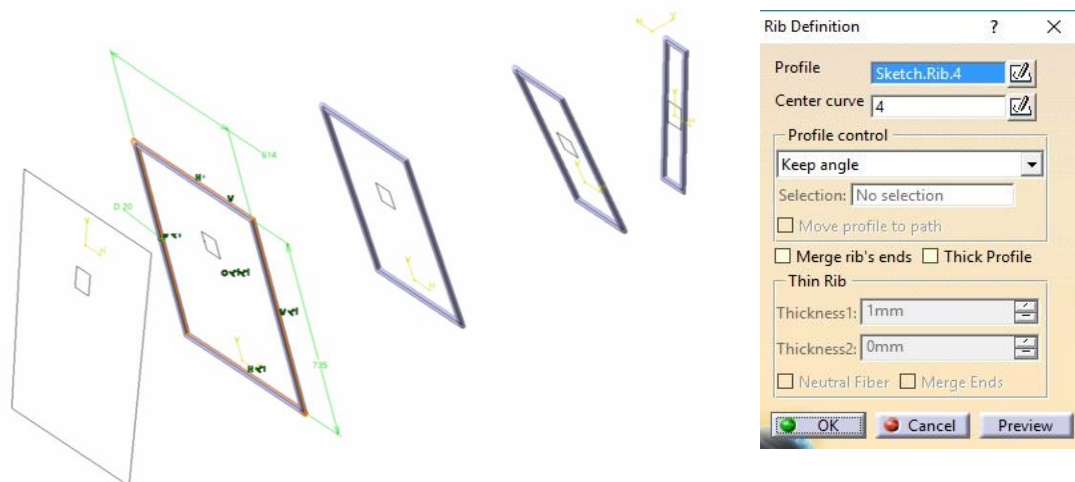 Rib Definition ? ×
Profile Sketch.Rib.4
Center curve 4
Profile control
Keep angle
Selection: No selection
Move profile to path
Merge rib's ends Thick Profile
Thin Rib
Thickness1: 1mm
Thickness2: 0mm
Neutral Fiber Merge Ends
OK Cancel Preview
614
D 20
H
V
735